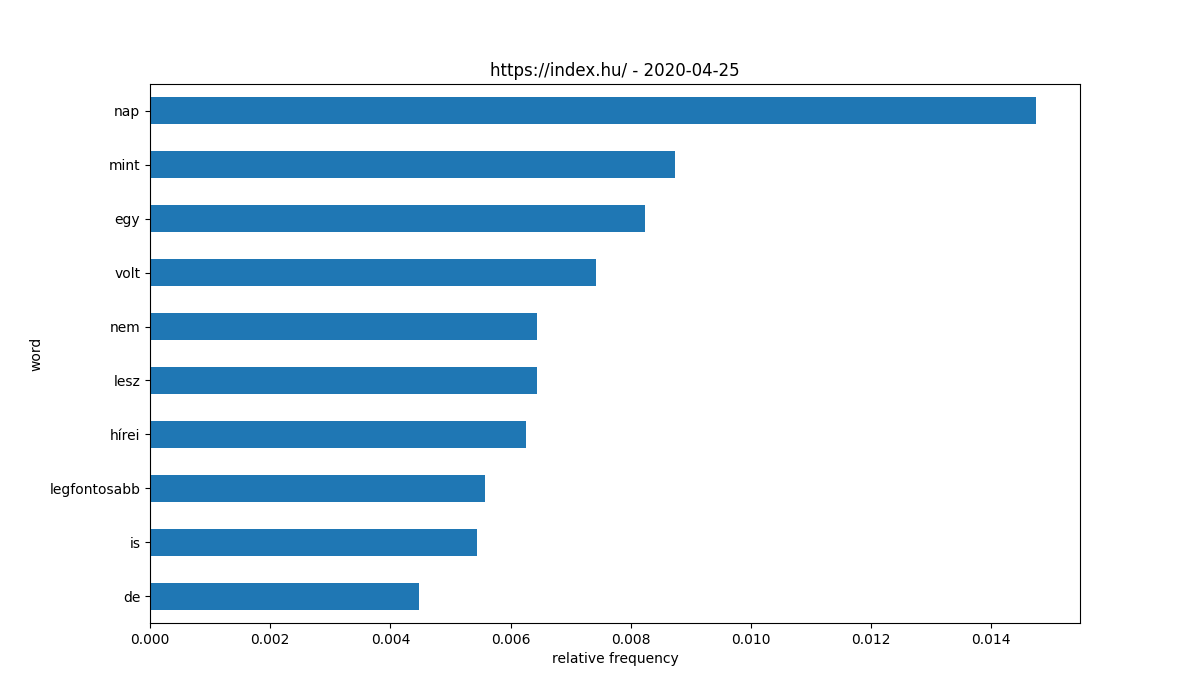 https://index.hu/ - 2020-04-25
nap
mint
egy
volt
nem
lesz
hírei
legfontosabb
is
de
word
0.000 0.002 0.004 0.006 0.008 0.010 0.012 0.014
relative frequency